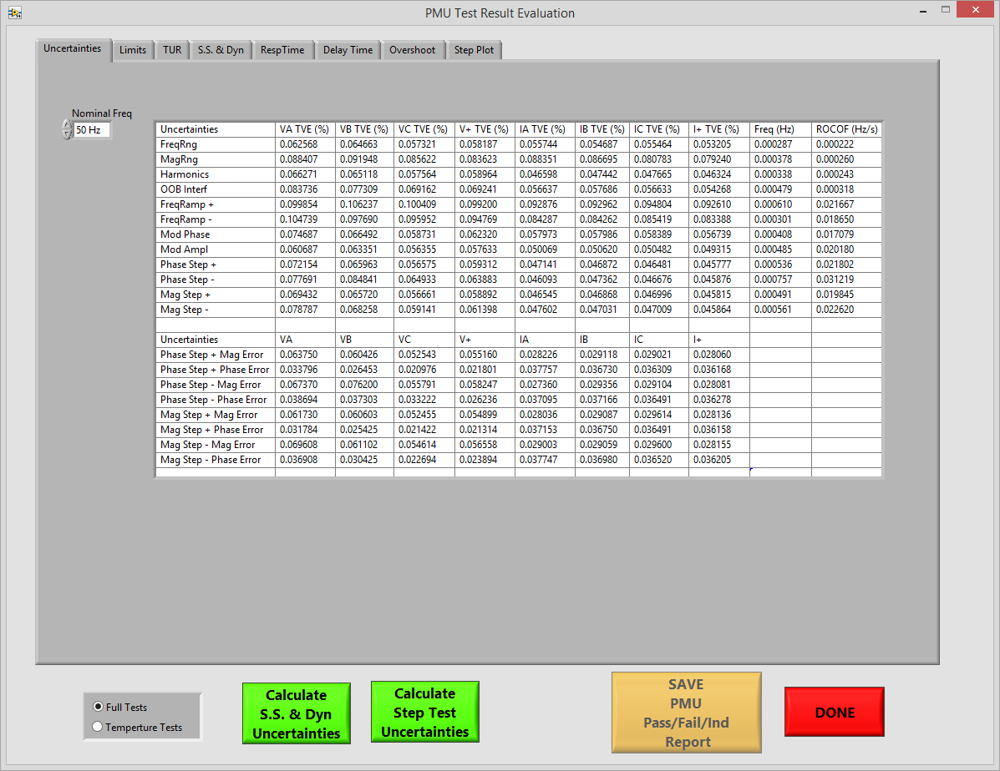 PMU Test Result Evaluation
Uncertainties Limits TUR S.S. & Dyn RespTime Delay Time Overshoot Step Plot
Nominal Freq
50 Hz
Uncertainties VA TVE (%) VB TVE (%) VC TVE (%) V+ TVE (%) IA TVE (%) IB TVE (%) IC TVE (%) I+ TVE (%) Freq (Hz) ROCOF (Hz/s)
FreqRng 0.062568 0.064663 0.057321 0.058187 0.055744 0.054687 0.055464 0.053205 0.000287 0.000222
MagRng 0.088407 0.091948 0.085622 0.083623 0.088351 0.086695 0.080783 0.079240 0.000378 0.000260
Harmonics 0.066271 0.065118 0.057564 0.058964 0.046598 0.047442 0.047665 0.046324 0.000338 0.000243
OOB Interf 0.083736 0.077309 0.069162 0.069241 0.056637 0.057686 0.056633 0.054268 0.000479 0.000318
FreqRamp + 0.099854 0.106237 0.100409 0.099200 0.092876 0.092962 0.094804 0.092610 0.000610 0.021667
FreqRamp - 0.104739 0.097690 0.095952 0.094769 0.084287 0.084262 0.085419 0.083388 0.000301 0.018650
Mod Phase 0.074687 0.066492 0.058731 0.062320 0.057973 0.057986 0.058389 0.056739 0.000408 0.017079
Mod Ampl 0.060687 0.063351 0.056355 0.057633 0.050069 0.050620 0.050482 0.049315 0.000485 0.020180
Phase Step + 0.072154 0.065963 0.056575 0.059312 0.047141 0.046872 0.046481 0.045777 0.000536 0.021802
Phase Step - 0.077691 0.084841 0.064933 0.063883 0.046093 0.047362 0.046676 0.045876 0.000757 0.031219
Mag Step + 0.069432 0.065720 0.056661 0.058892 0.046545 0.046868 0.046996 0.045815 0.000491 0.019845
Mag Step - 0.078787 0.068258 0.059141 0.061398 0.047602 0.047031 0.047009 0.045864 0.000561 0.022620
Uncertainties VA VB VC V+ IA IB IC I+
Phase Step + Mag Error 0.063750 0.060426 0.052543 0.055160 0.028226 0.029118 0.029021 0.028060
Phase Step + Phase Error 0.033796 0.026453 0.020976 0.021801 0.037757 0.036730 0.036309 0.036168
Phase Step - Mag Error 0.067370 0.076200 0.055791 0.058247 0.027360 0.029356 0.029104 0.028081
Phase Step - Phase Error 0.038694 0.037303 0.033222 0.026236 0.037095 0.037166 0.036491 0.036278
Mag Step + Mag Error 0.061730 0.060603 0.052455 0.054899 0.028036 0.029087 0.029614 0.028136
Mag Step + Phase Error 0.031784 0.025425 0.021422 0.021314 0.037153 0.036750 0.036491 0.036158
Mag Step - Mag Error 0.069608 0.061102 0.054614 0.056558 0.029003 0.029059 0.029600 0.028155
Mag Step - Phase Error 0.036908 0.030425 0.022694 0.023894 0.037747 0.036980 0.036520 0.036205
Full Tests
Temperture Tests
Calculate
S.S. & Dyn
Uncertainties
Calculate
Step Test
Uncertainties
SAVE
PMU
Pass/Fail/Ind
Report
DONE